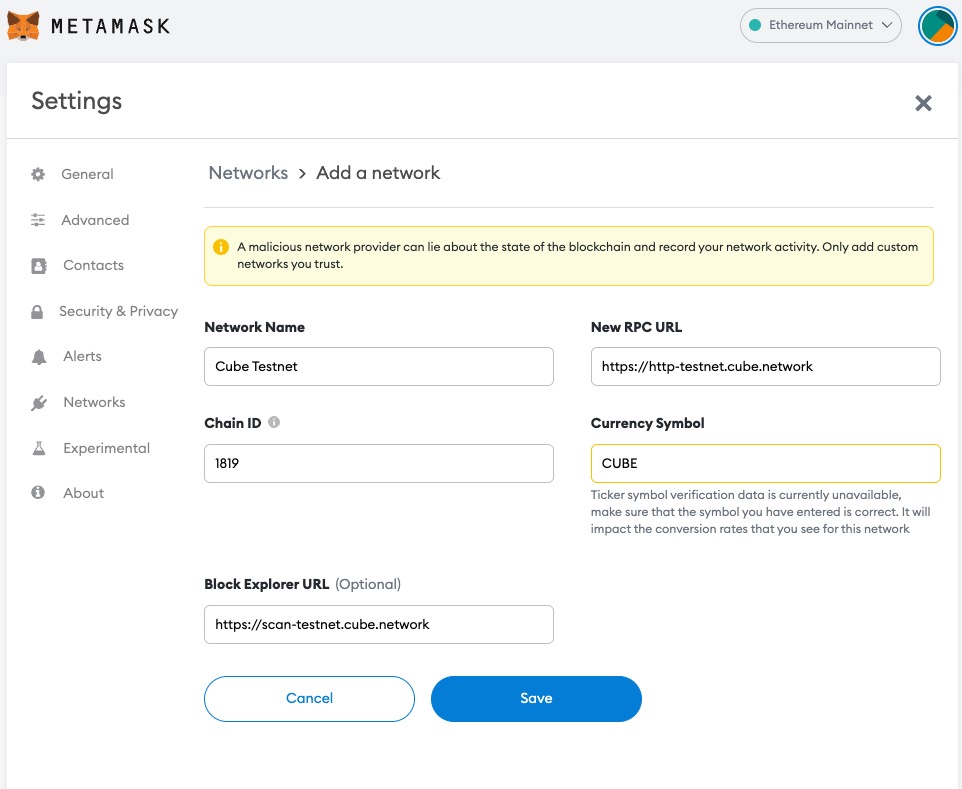 METAMASK
Ethereum Mainnet
Settings
General
Advanced
Contacts
Security & Privacy
Alerts
Networks
Experimental
About
Networks > Add a network
A malicious network provider can lie about the state of the blockchain and record your network activity. Only add custom
networks you trust.
Network Name
Cube Testnet
New RPC URL
https://http-testnet.cube.network
Chain ID
1819
Currency Symbol
CUBE
Ticker symbol verification data is currently unavailable,
make sure that the symbol you have entered is correct. It will
impact the conversion rates that you see for this network
Block Explorer URL (Optional)
https://scan-testnet.cube.network
Cancel
Save